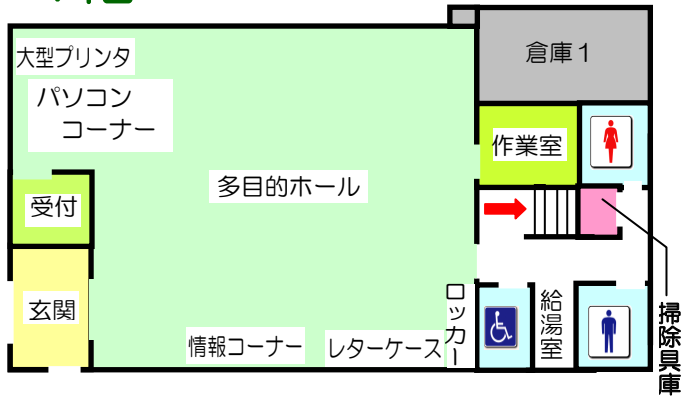 大型プリンタ
パソコン
コーナー
受付
玄関
多目的ホール
情報コーナー
レターケース
ロッカー
倉庫1
作業室
給湯室
掃除具庫